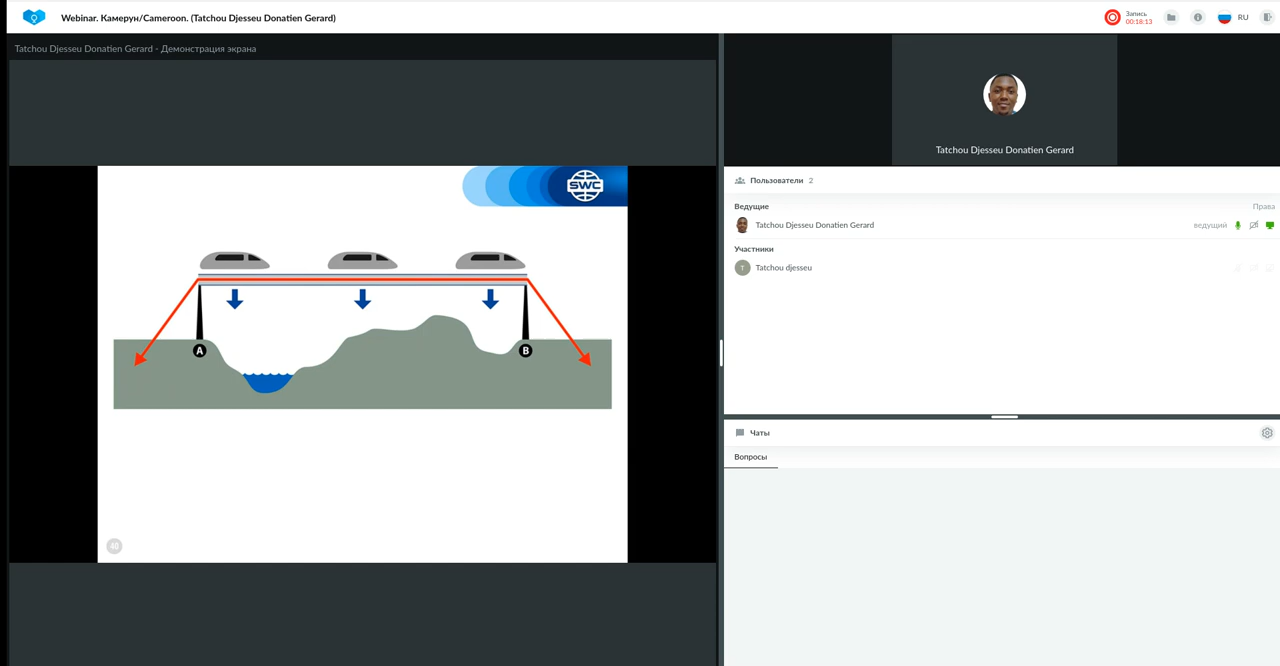 Webinar. Камерун/Cameroon. (Tatchou Djesseu Donatien Gerard)
Запись
00:18:13
RU
Tatchou Djesseu Donatien Gerard - Демонстрация экрана
SWC
A
B
40
Tatchou Djesseu Donatien Gerard
Пользователи 2
Ведущие Права
Tatchou Djesseu Donatien Gerard ведущий
Участники
T Tatchou djesseu
Чаты
Вопросы